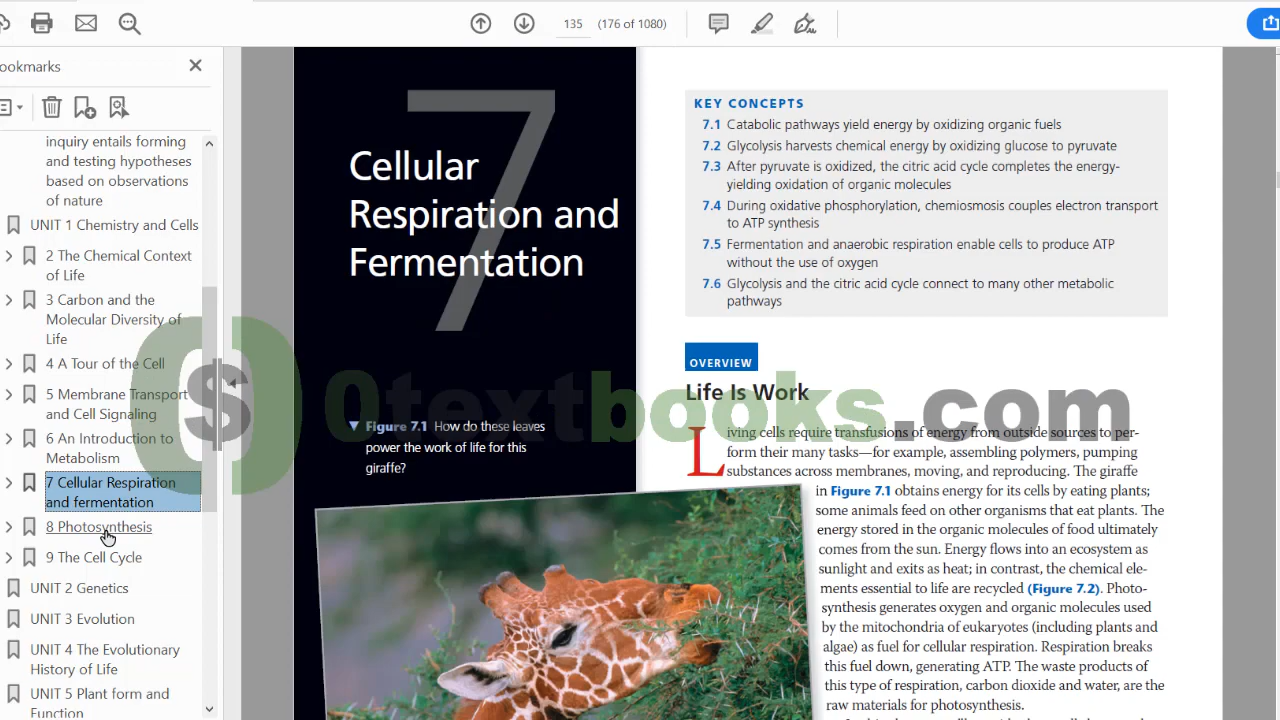 135 (176 of 1080)
ookmarks
inquiry entails forming
and testing hypotheses
based on observations
of nature
UNIT 1 Chemistry and Cells
2 The Chemical Context
of Life
3 Carbon and the
Molecular Diversity of
Life
4 A Tour of the Cell
5 Membrane Transport
and Cell Signaling
6 An Introduction to
Metabolism
7 Cellular Respiration
and fermentation
8 Photosynthesis
9 The Cell Cycle
UNIT 2 Genetics
UNIT 3 Evolution
UNIT 4 The Evolutionary
History of Life
UNIT 5 Plant form and
Function
7
Cellular
Respiration and
Fermentation
▼ Figure 7.1 How do these leaves
power the work of life for this
giraffe?
KEY CONCEPTS
7.1 Catabolic pathways yield energy by oxidizing organic fuels
7.2 Glycolysis harvests chemical energy by oxidizing glucose to pyruvate
7.3 After pyruvate is oxidized, the citric acid cycle completes the energy-
yielding oxidation of organic molecules
7.4 During oxidative phosphorylation, chemiosmosis couples electron transport
to ATP synthesis
7.5 Fermentation and anaerobic respiration enable cells to produce ATP
without the use of oxygen
7.6 Glycolysis and the citric acid cycle connect to many other metabolic
pathways
OVERVIEW
Life Is Work
Living cells require transfusions of energy from outside sources to per-
form their many tasks—for example, assembling polymers, pumping
substances across membranes, moving, and reproducing. The giraffe
in Figure 7.1 obtains energy for its cells by eating plants;
some animals feed on other organisms that eat plants. The
energy stored in the organic molecules of food ultimately
comes from the sun. Energy flows into an ecosystem as
sunlight and exits as heat; in contrast, the chemical ele-
ments essential to life are recycled (Figure 7.2). Photo-
synthesis generates oxygen and organic molecules used
by the mitochondria of eukaryotes (including plants and
algae) as fuel for cellular respiration. Respiration breaks
this fuel down, generating ATP. The waste products of
this type of respiration, carbon dioxide and water, are the
raw materials for photosynthesis.
0$ 0textbooks.com